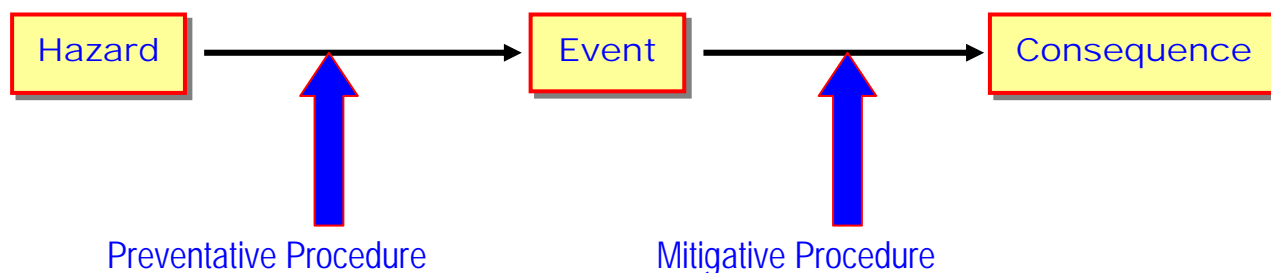 Hazard
Event
Consequence
Preventative Procedure
Mitigative Procedure